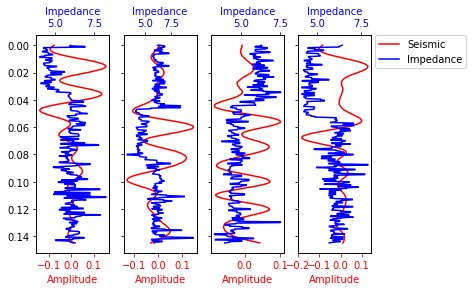 Impedance Impedance Impedance Impedance
5.0 7.5 5.0 7.5 5.0 7.5 5.0 7.5
Seismic
Impedance
0.00
0.02
0.04
0.06
0.08
0.10
0.12
0.14
−0.1 0.0 0.1 −0.1 0.0 0.1 −0.1 0.0 0.1 −0.2 −0.1 0.0 0.1
Amplitude Amplitude Amplitude Amplitude